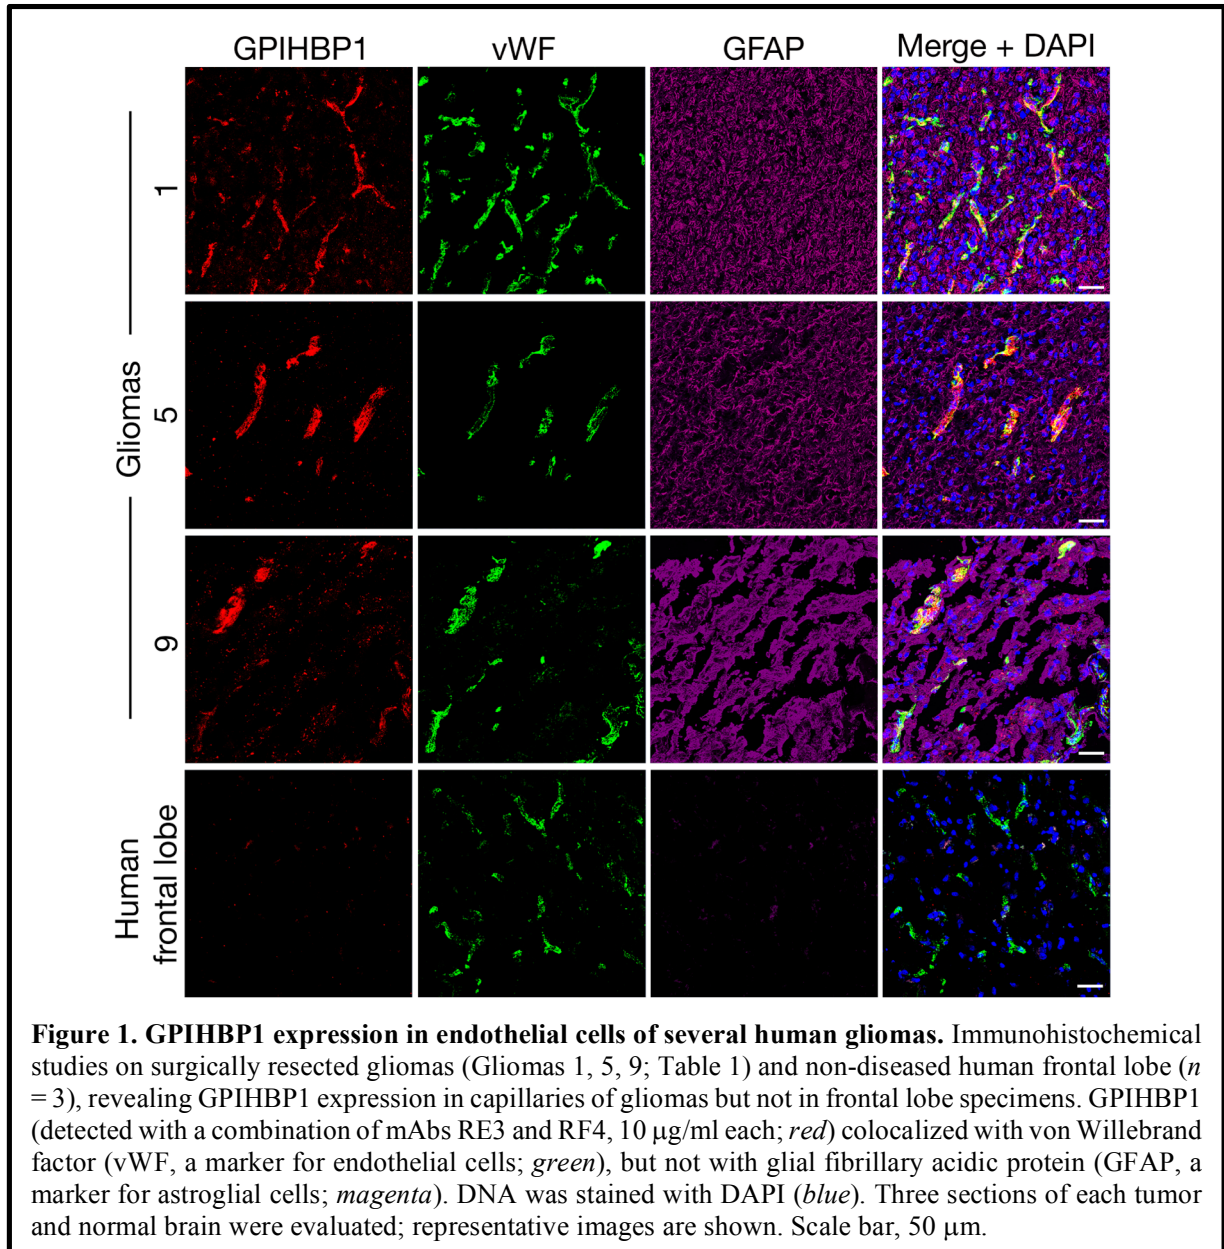 GPIHBP1 vWF GFAP Merge + DAPI
Gliomas
1
5
9
Human
frontal lobe
Figure 1. GPIHBP1 expression in endothelial cells of several human gliomas. Immunohistochemical
studies on surgically resected gliomas (Gliomas 1, 5, 9; Table 1) and non-diseased human frontal lobe (n
= 3), revealing GPIHBP1 expression in capillaries of gliomas but not in frontal lobe specimens. GPIHBP1
(detected with a combination of mAbs RE3 and RF4, 10 μg/ml each; red) colocalized with von Willebrand
factor (vWF, a marker for endothelial cells; green), but not with glial fibrillary acidic protein (GFAP, a
marker for astroglial cells; magenta). DNA was stained with DAPI (blue). Three sections of each tumor
and normal brain were evaluated; representative images are shown. Scale bar, 50 μm.